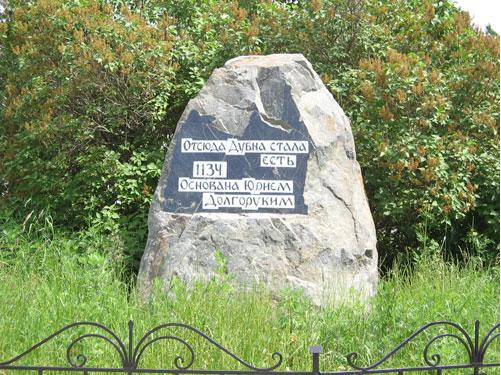 Отсюда Дубна стала
есть
1134
Основана Юрием
Долгоруким